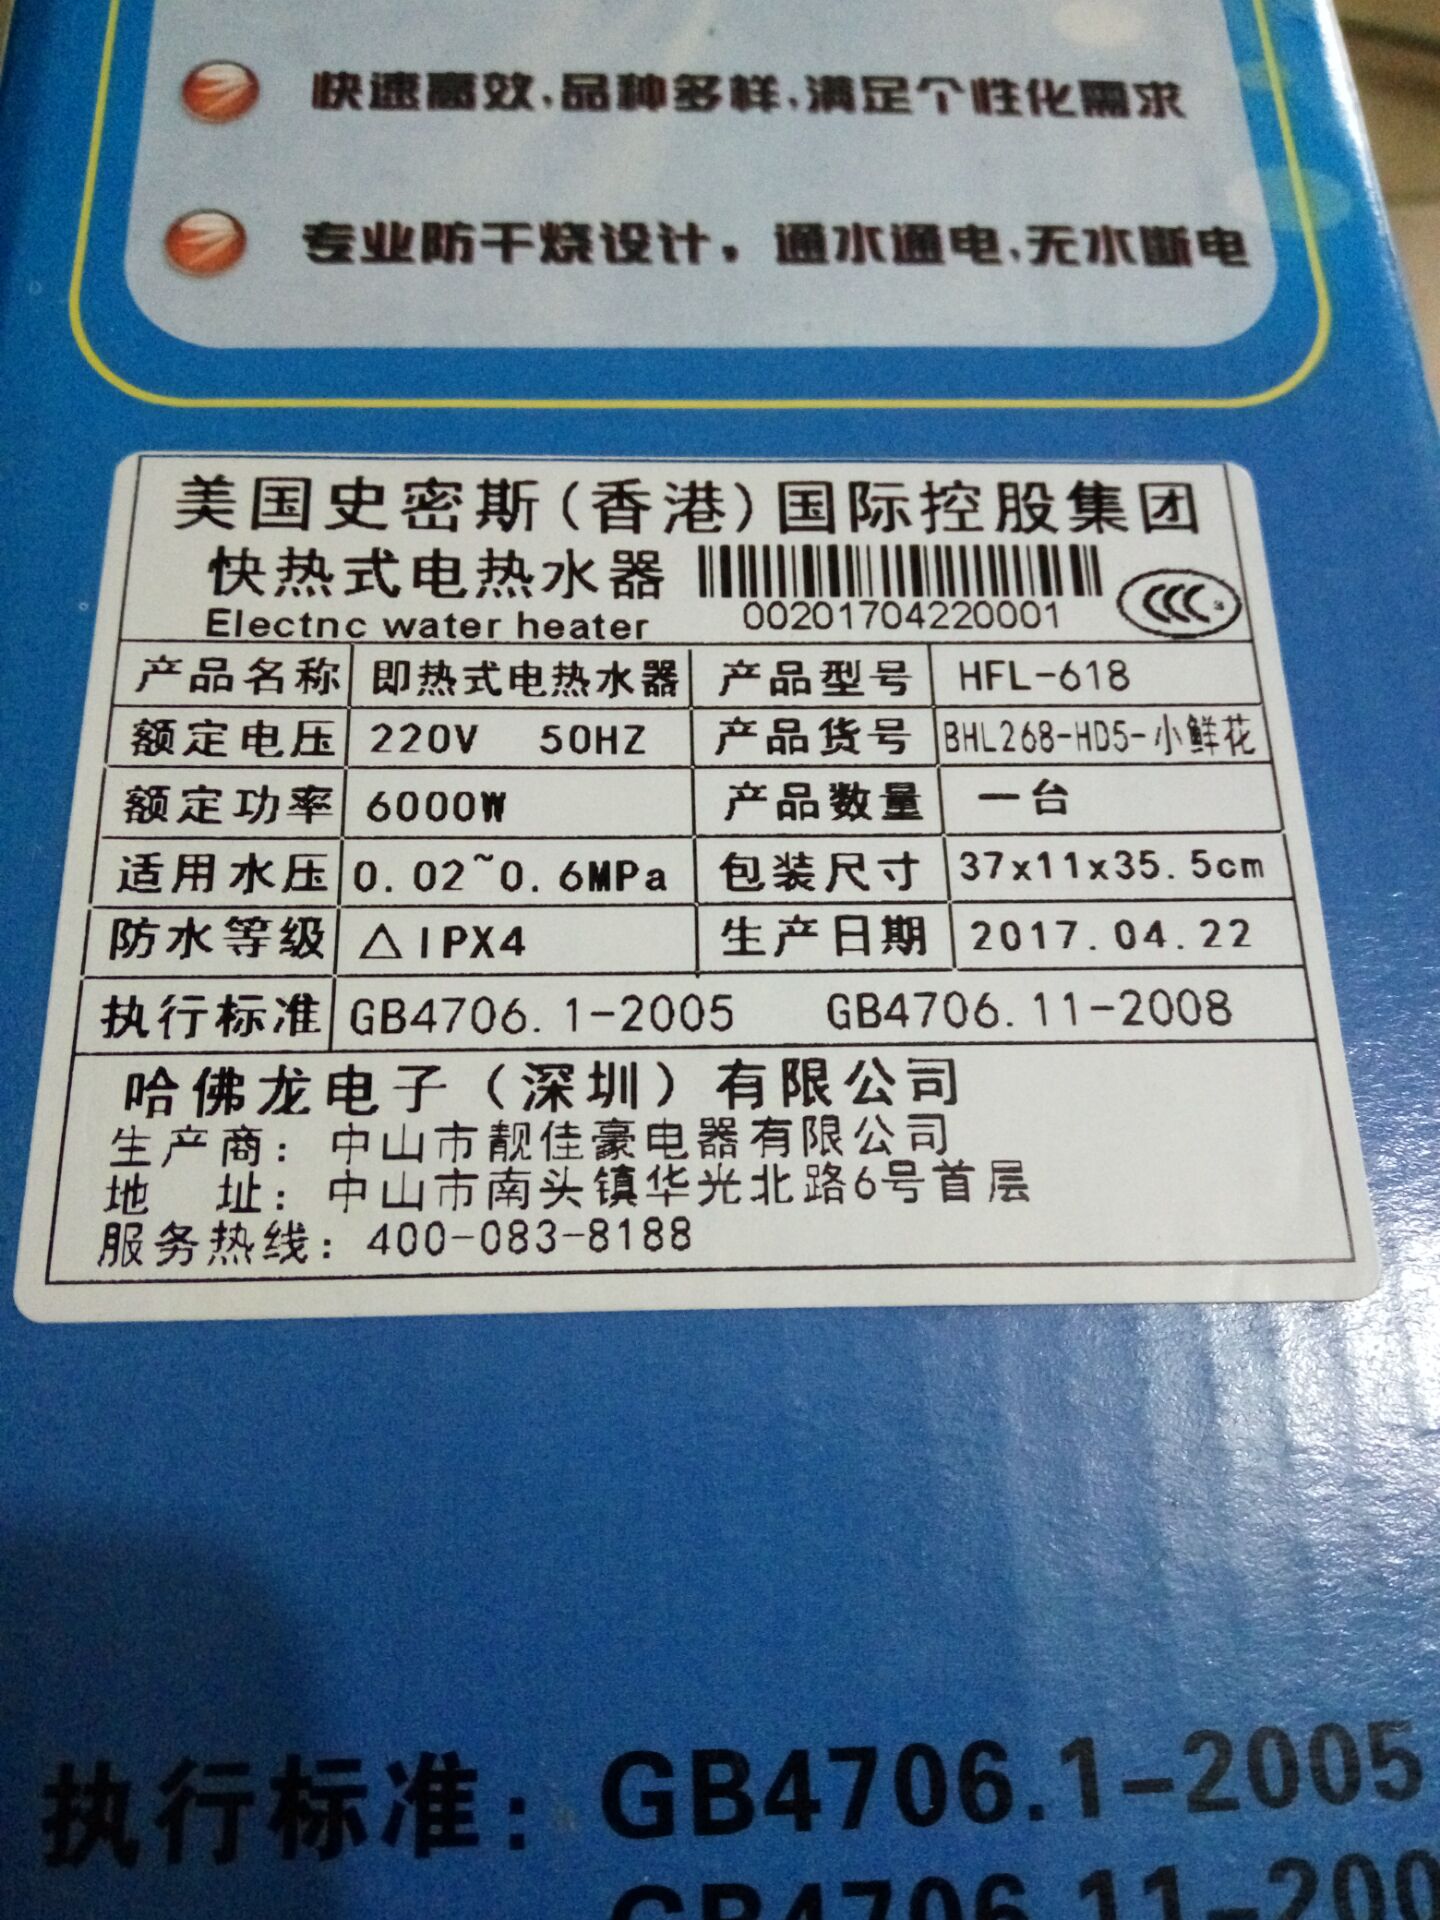 快速高效,品种多样,满足个性化需求
专业防干烧设计，通水通电,无水断电
美国史密斯(香港)国际控股集团
快热式电热水器
Electnc water heater
00201704220001
产品名称 即热式电热水器 产品型号 HFL-618
额定电压 220V 50HZ 产品货号 BHL268-HD5-小鲜花
额定功率 6000W 产品数量 一台
适用水压 0.02~0.6MPa 包装尺寸 37x11x35.5cm
防水等级 △IPX4 生产日期 2017.04.22
执行标准 GB4706.1-2005 GB4706.11-2008
哈佛龙电子（深圳）有限公司
生产商：中山市靓佳豪电器有限公司
地 址：中山市南头镇华光北路6号首层
服务热线：400-083-8188
执行标准：GB4706.1-2005
GB4706.11-200